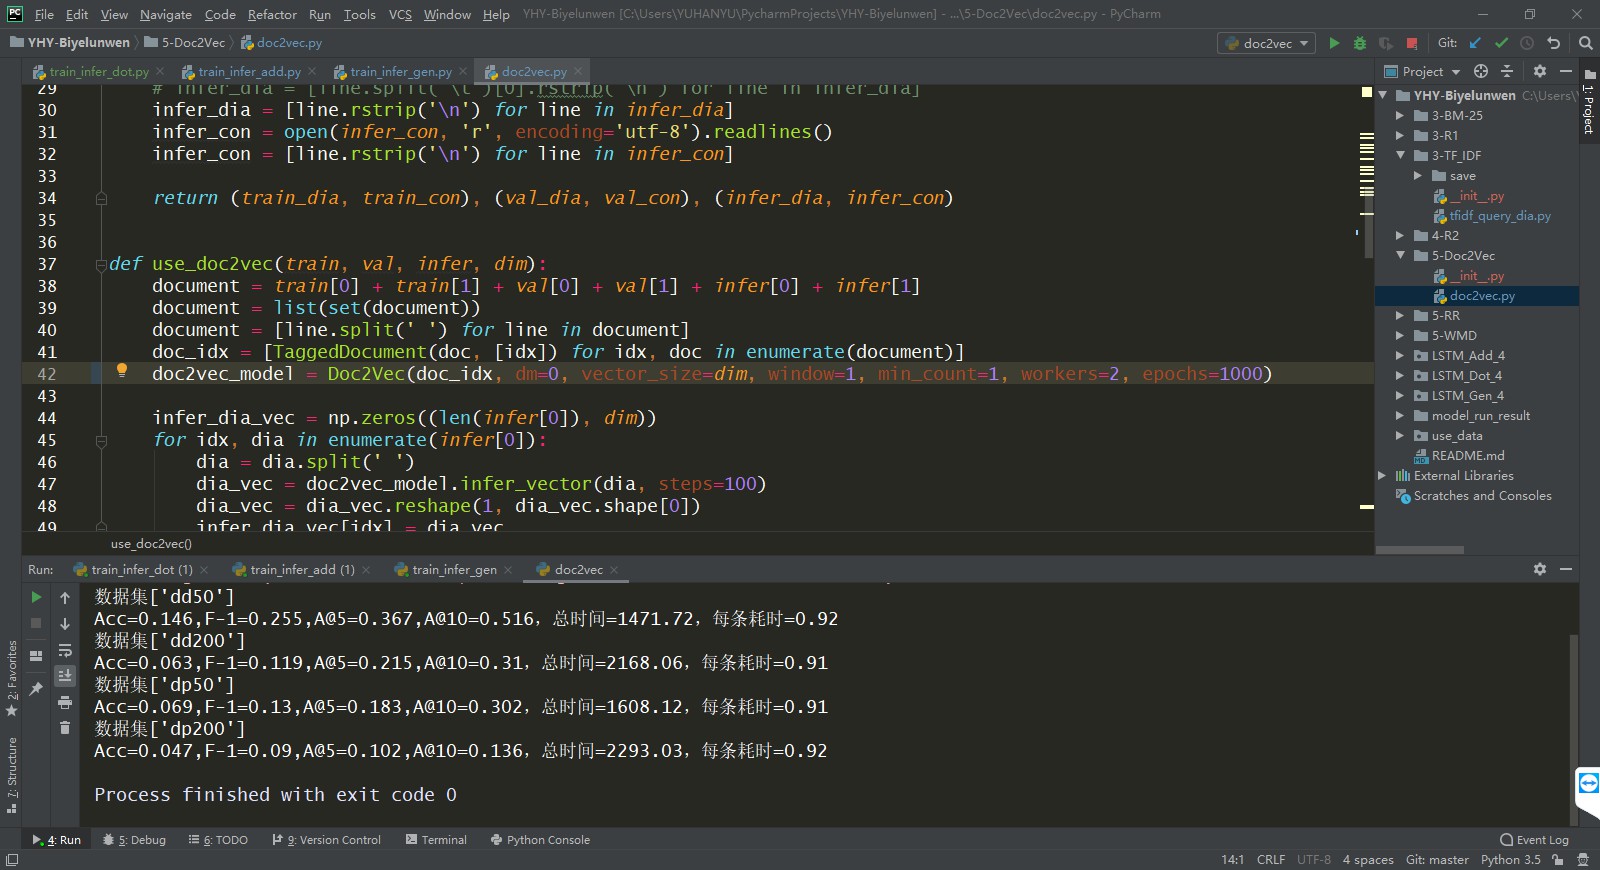 PC File Edit View Navigate Code Refactor Run Tools VCS Window Help YHY-Biyelunwen [C:\Users\YUHANYU\PycharmProjects\YHY-Biyelunwen] - ...\5-Doc2Vec\doc2vec.py - PyCharm
YHY-Biyelunwen 5-Doc2Vec doc2vec.py doc2vec Git:
train_infer_dot.py train_infer_add.py train_infer_gen.py doc2vec.py
29 # infer_dia = [line.split('\t')[0].rstrip('\n') for line in infer_dia]
30 infer_dia = [line.rstrip('\n') for line in infer_dia]
31 infer_con = open(infer_con, 'r', encoding='utf-8').readlines()
32 infer_con = [line.rstrip('\n') for line in infer_con]
33
34 return (train_dia, train_con), (val_dia, val_con), (infer_dia, infer_con)
35
36
37 def use_doc2vec(train, val, infer, dim):
38 document = train[0] + train[1] + val[0] + val[1] + infer[0] + infer[1]
39 document = list(set(document))
40 document = [line.split(' ') for line in document]
41 doc_idx = [TaggedDocument(doc, [idx]) for idx, doc in enumerate(document)]
42 doc2vec_model = Doc2Vec(doc_idx, dm=0, vector_size=dim, window=1, min_count=1, workers=2, epochs=1000)
43
44 infer_dia_vec = np.zeros((len(infer[0]), dim))
45 for idx, dia in enumerate(infer[0]):
46 dia = dia.split(' ')
47 dia_vec = doc2vec_model.infer_vector(dia, steps=100)
48 dia_vec = dia_vec.reshape(1, dia_vec.shape[0])
49 infer_dia_vec[idx] = dia_vec
use_doc2vec()
Project
YHY-Biyelunwen C:\Users\
3-BM-25
3-R1
3-TF_IDF
save
__init__.py
tfidf_query_dia.py
4-R2
5-Doc2Vec
__init__.py
doc2vec.py
5-RR
5-WMD
LSTM_Add_4
LSTM_Dot_4
LSTM_Gen_4
model_run_result
use_data
README.md
External Libraries
Scratches and Consoles
1: Project
Run: train_infer_dot (1) train_infer_add (1) train_infer_gen doc2vec
数据集['dd50']
Acc=0.146,F-1=0.255,A@5=0.367,A@10=0.516，总时间=1471.72，每条耗时=0.92
数据集['dd200']
Acc=0.063,F-1=0.119,A@5=0.215,A@10=0.31，总时间=2168.06，每条耗时=0.91
数据集['dp50']
Acc=0.069,F-1=0.13,A@5=0.183,A@10=0.302，总时间=1608.12，每条耗时=0.91
数据集['dp200']
Acc=0.047,F-1=0.09,A@5=0.102,A@10=0.136，总时间=2293.03，每条耗时=0.92
Process finished with exit code 0
2: Favorites
7: Structure
4: Run 5: Debug 6: TODO 9: Version Control Terminal Python Console Event Log
14:1 CRLF UTF-8 4 spaces Git: master Python 3.5